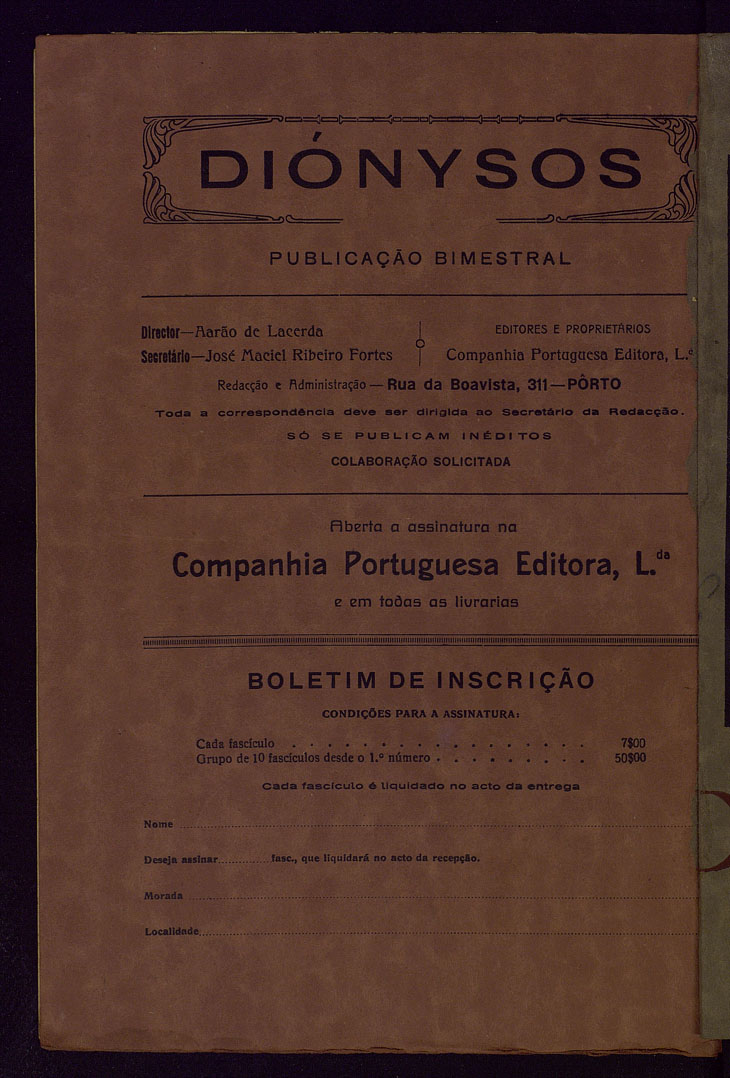 DIÓNYSOS
PUBLICAÇÃO BIMESTRAL
Director—Aarão de Lacerda
Secretário—José Maciel Ribeiro Fortes
EDITORES E PROPRIETÁRIOS
Companhia Portuguesa Editora, L.ª
Redacção e Administração — Rua da Boavista, 311—PÔRTO
Toda a correspondência deve ser dirigida ao Secretário da Redacção.
SÓ SE PUBLICAM INÉDITOS
COLABORAÇÃO SOLICITADA
Aberta a assinatura na
Companhia Portuguesa Editora, L.da
e em todas as livrarias
BOLETIM DE INSCRIÇÃO
CONDIÇÕES PARA A ASSINATURA:
Cada fascículo . . . . . . . . . . . . . . . . . 7$00
Grupo de 10 fascículos desde o 1.º número . . . . . . . . . 50$00
Cada fascículo é liquidado no acto da entrega
Nome
Deseja assinar............fasc., que liquidará no acto da recepção.
Morada
Localidade